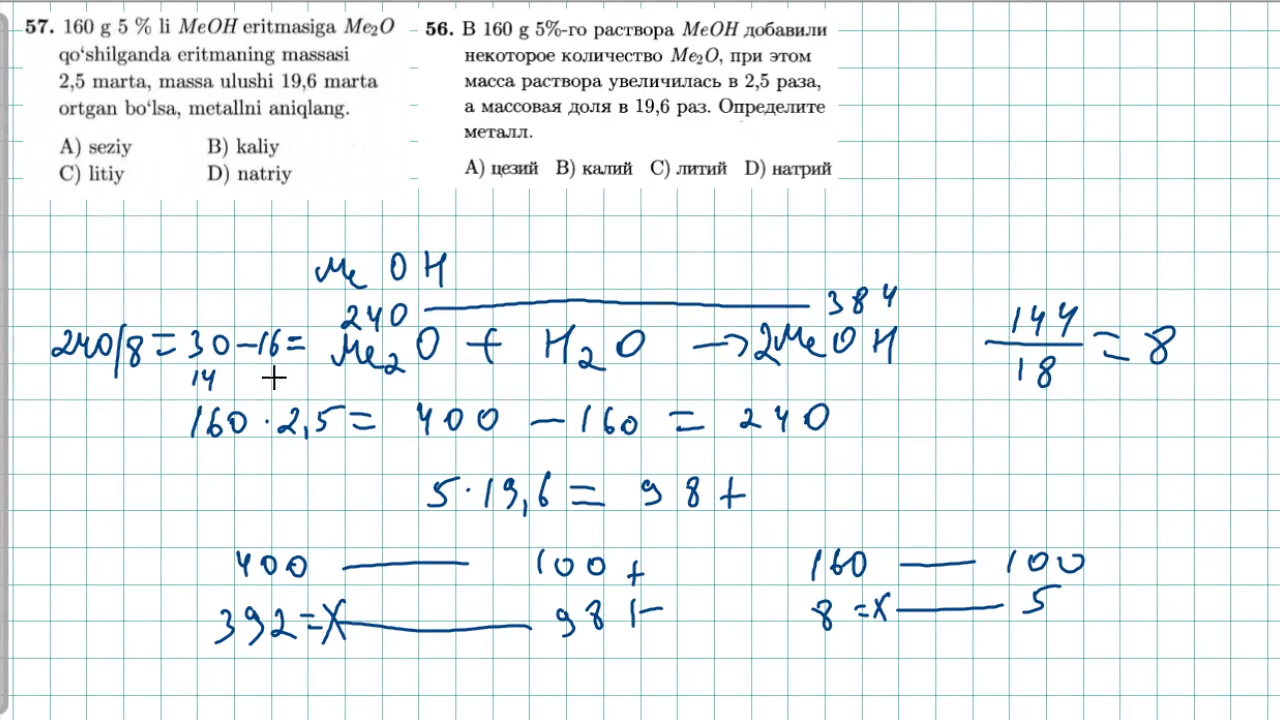 57. 160 g 5 % li MeOH eritmasiga Me₂O
qo‘shilganda eritmaning massasi
2,5 marta, massa ulushi 19,6 marta
ortgan bo‘lsa, metallni aniqlang.
A) seziy B) kaliy
C) litiy D) natriy
56. В 160 g 5%-го раствора MeOH добавили
некоторое количество Me₂O, при этом
масса раствора увеличилась в 2,5 раза,
а массовая доля в 19,6 раз. Определите
металл.
A) цезий B) калий C) литий D) натрий
Me OH
240 384
240/8 = 30 - 16 = Me₂O + H₂O → 2MeOH
14
144/18 = 8
160 · 2,5 = 400 - 160 = 240
5 · 19,6 = 98 +
400 — 100 +
392 = X — 98 +
160 — 100
8 = X — 5